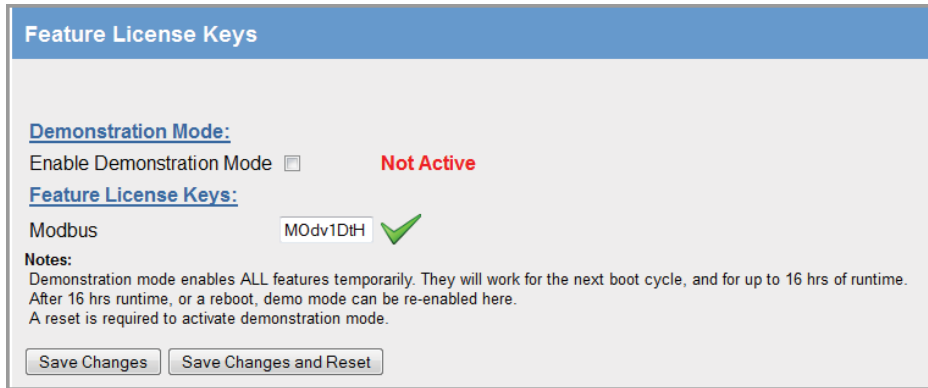 Feature License Keys
Demonstration Mode:
Enable Demonstration Mode Not Active
Feature License Keys:
Modbus MOdv1DtH
Notes:
Demonstration mode enables ALL features temporarily. They will work for the next boot cycle, and for up to 16 hrs of runtime.
After 16 hrs runtime, or a reboot, demo mode can be re-enabled here.
A reset is required to activate demonstration mode.
Save Changes Save Changes and Reset